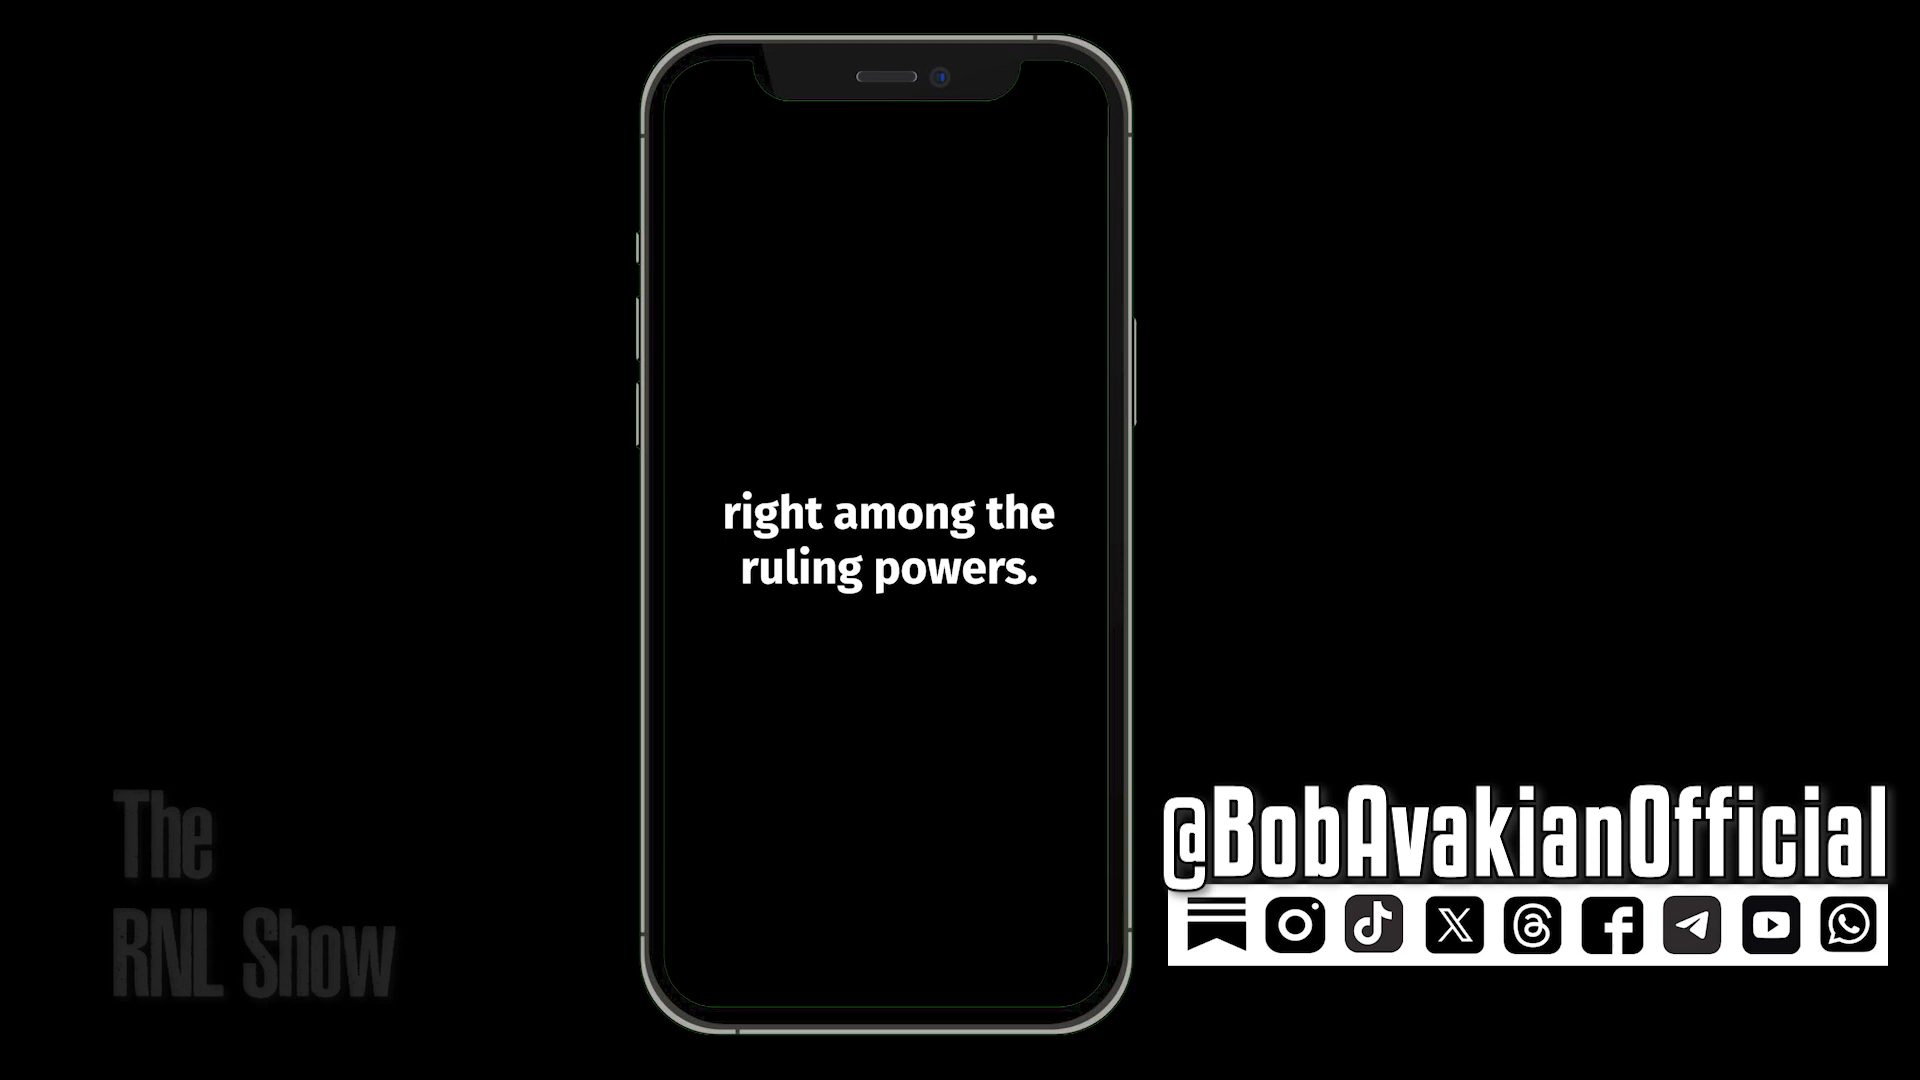 right among the
ruling powers.
The
RNL Show
@BobAvakianOfficial